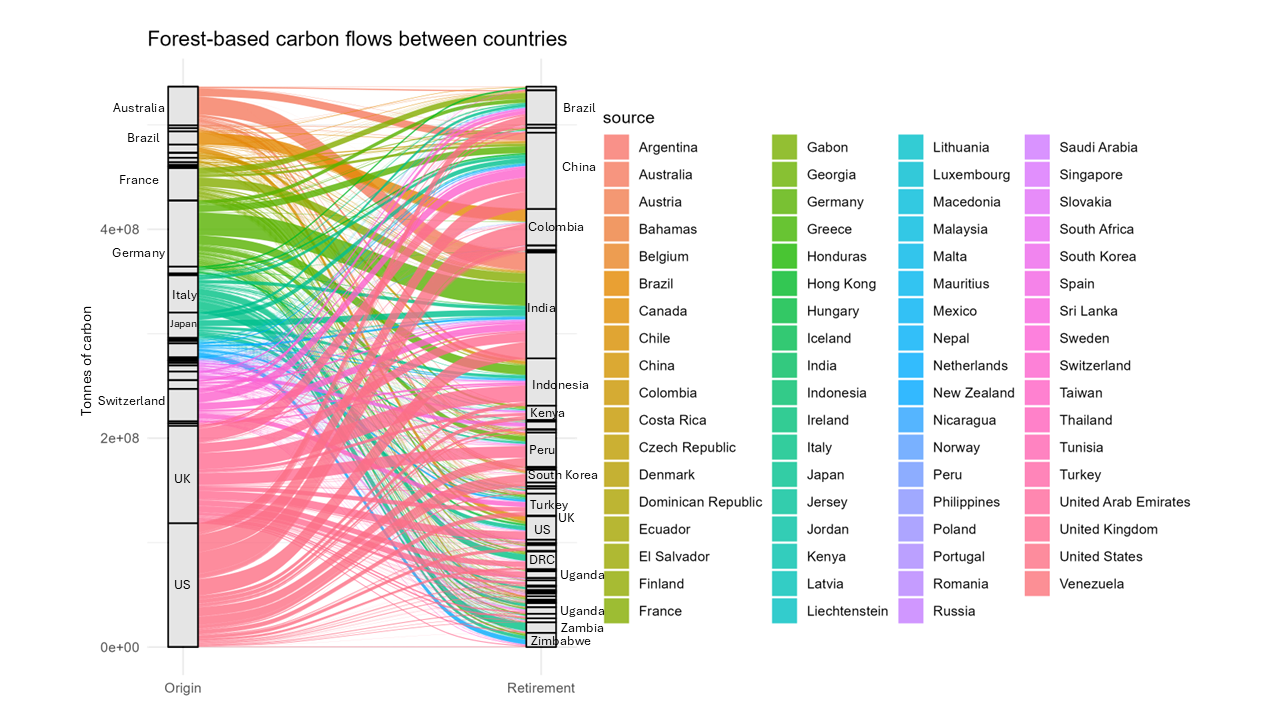 Forest-based carbon flows between countries
Tonnes of carbon
4e+08
2e+08
0e+00
Australia
Brazil
France
Germany
Italy
Japan
Switzerland
UK
US
Brazil
China
Colombia
India
Indonesia
Kenya
Peru
South Korea
Turkey
UK
US
DRC
Uganda
Uganda
Zambia
Zimbabwe
Origin
Retirement
source
Argentina
Australia
Austria
Bahamas
Belgium
Brazil
Canada
Chile
China
Colombia
Costa Rica
Czech Republic
Denmark
Dominican Republic
Ecuador
El Salvador
Finland
France
Gabon
Georgia
Germany
Greece
Honduras
Hong Kong
Hungary
Iceland
India
Indonesia
Ireland
Italy
Japan
Jersey
Jordan
Kenya
Latvia
Liechtenstein
Lithuania
Luxembourg
Macedonia
Malaysia
Malta
Mauritius
Mexico
Nepal
Netherlands
New Zealand
Nicaragua
Norway
Peru
Philippines
Poland
Portugal
Romania
Russia
Saudi Arabia
Singapore
Slovakia
South Africa
South Korea
Spain
Sri Lanka
Sweden
Switzerland
Taiwan
Thailand
Tunisia
Turkey
United Arab Emirates
United Kingdom
United States
Venezuela